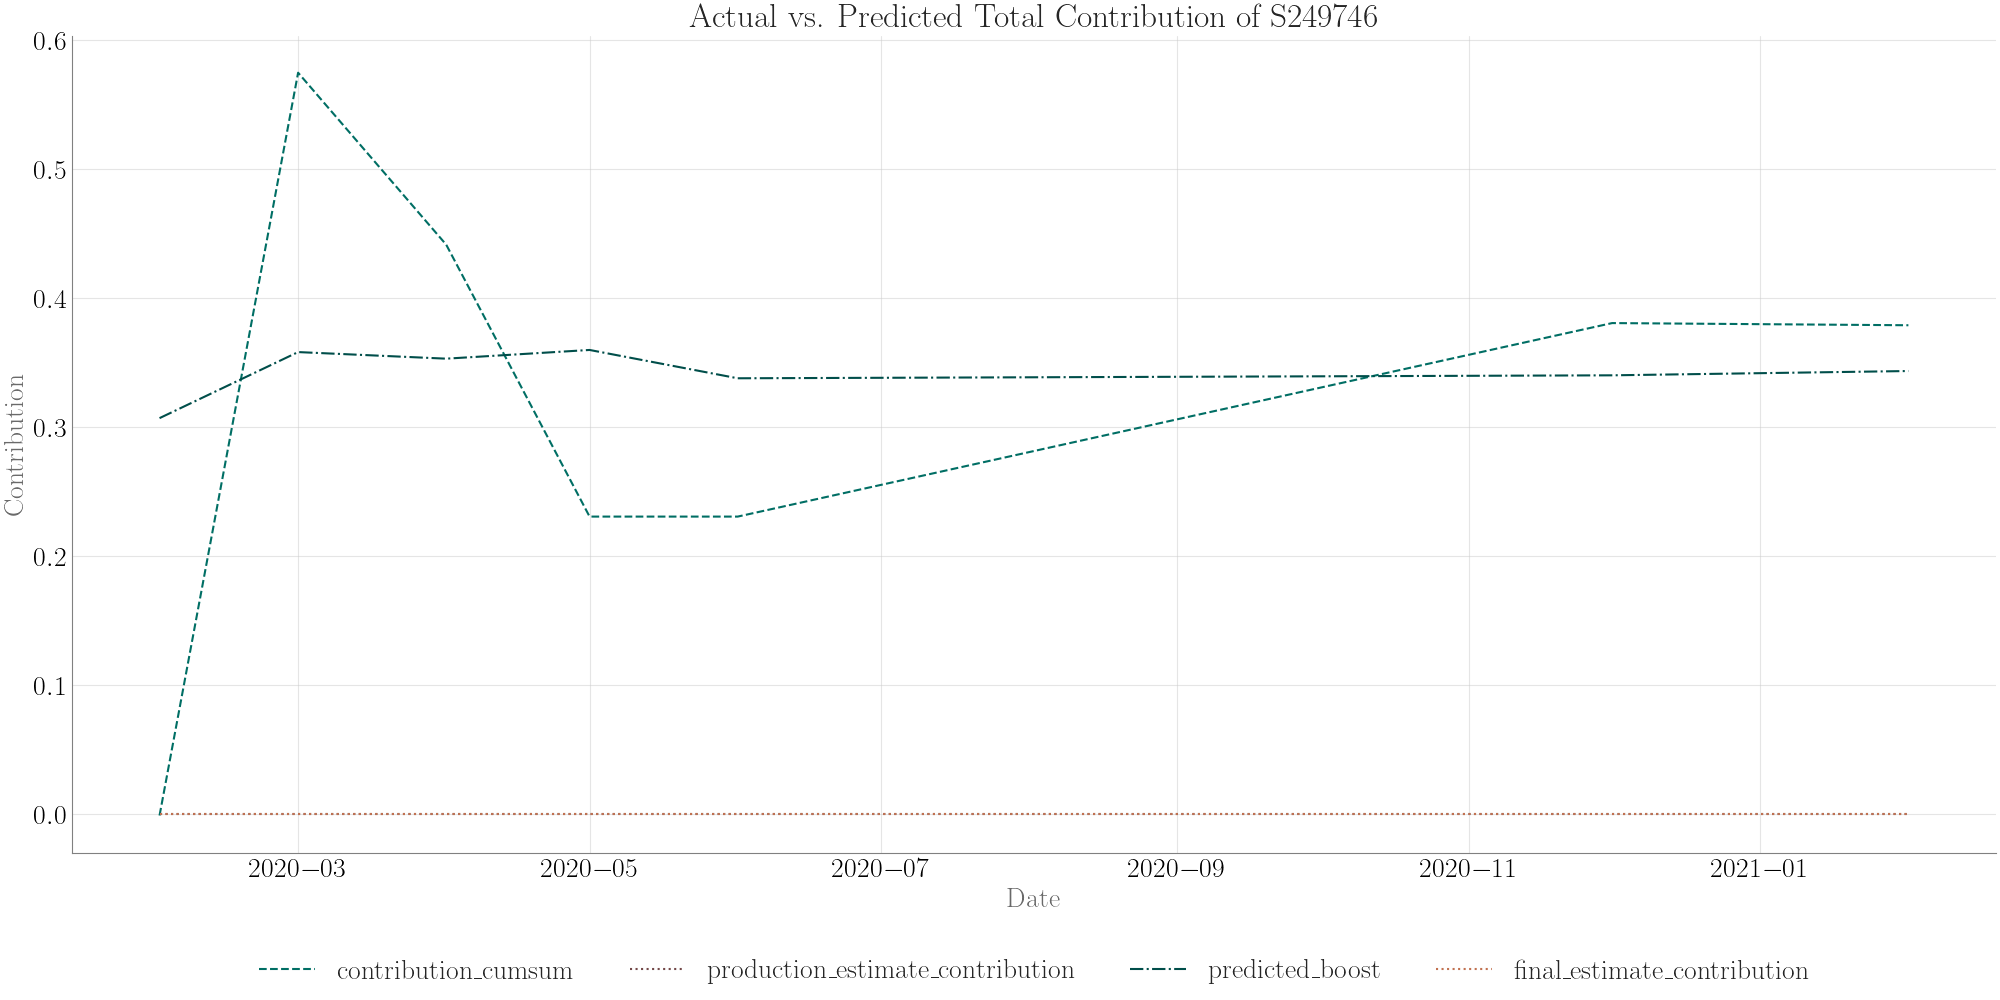 Actual vs. Predicted Total Contribution of S249746
0.6
0.5
0.4
0.3
0.2
0.1
0.0
Contribution
2020–03 2020–05 2020–07 2020–09 2020–11 2021–01
Date
contribution_cumsum production_estimate_contribution predicted_boost final_estimate_contribution